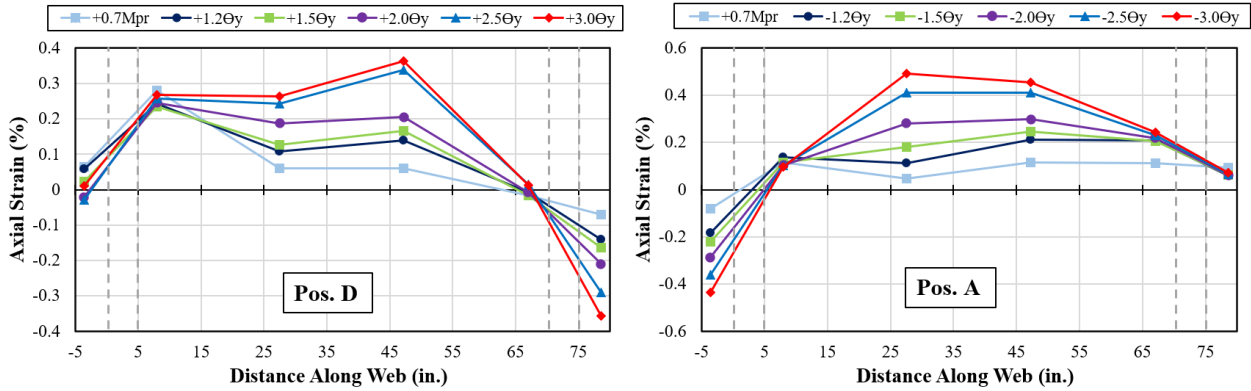 +0.7Mpr +1.2Θy +1.5Θy +2.0Θy +2.5Θy +3.0Θy
0.4
0.3
0.2
0.1
0
-0.1
-0.2
-0.3
-0.4
Axial Strain (%)
Pos. D
-5 5 15 25 35 45 55 65 75
Distance Along Web (in.)
+0.7Mpr -1.2Θy -1.5Θy -2.0Θy -2.5Θy -3.0Θy
0.6
0.4
0.2
0
-0.2
-0.4
-0.6
Axial Strain (%)
Pos. A
-5 5 15 25 35 45 55 65 75
Distance Along Web (in.)